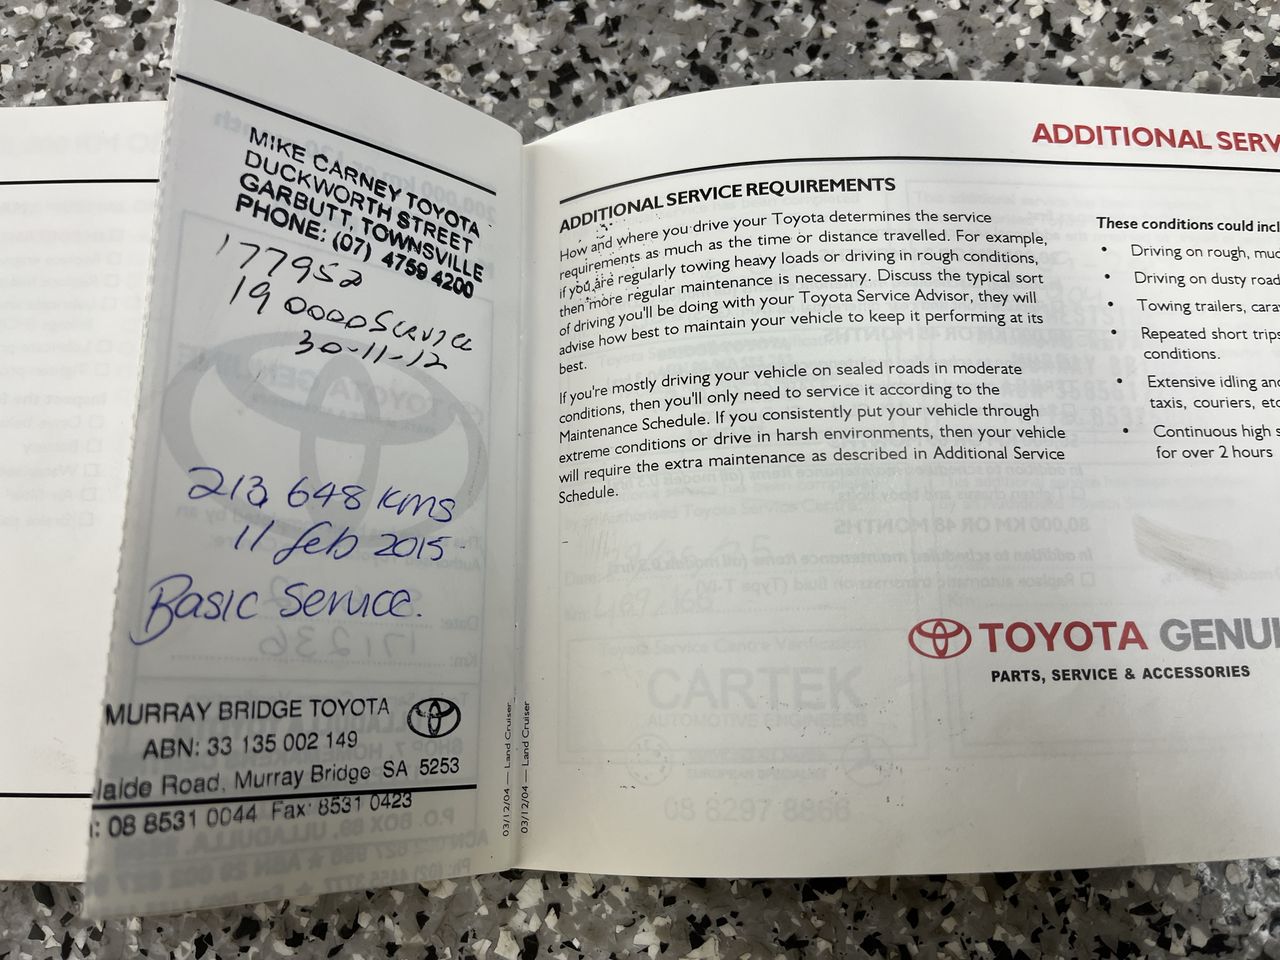 MIKE CARNEY TOYOTA
DUCKWORTH STREET
GARBUTT, TOWNSVILLE
PHONE: (07) 4759 4200
177952
190000 Service
30-11-12
213 648 kms
11 feb 2015
Basic Service.
MURRAY BRIDGE TOYOTA
ABN: 33 135 002 149
laide Road, Murray Bridge SA 5253
: 08 8531 0044 Fax: 8531 0423
03/12/04 — Land Cruiser
03/12/04 — Land Cruiser
ADDITIONAL SERV
ADDITIONAL SERVICE REQUIREMENTS
How and where you drive your Toyota determines the service
requirements as much as the time or distance travelled. For example,
if you are regularly towing heavy loads or driving in rough conditions,
then more regular maintenance is necessary. Discuss the typical sort
of driving you'll be doing with your Toyota Service Advisor, they will
advise how best to maintain your vehicle to keep it performing at its
best.
If you're mostly driving your vehicle on sealed roads in moderate
conditions, then you'll only need to service it according to the
Maintenance Schedule. If you consistently put your vehicle through
extreme conditions or drive in harsh environments, then your vehicle
will require the extra maintenance as described in Additional Service
Schedule.
These conditions could incl
• Driving on rough, mud
• Driving on dusty road
• Towing trailers, cara
• Repeated short trips
conditions.
• Extensive idling and
taxis, couriers, etc
• Continuous high s
for over 2 hours
TOYOTA GENUI
PARTS, SERVICE & ACCESSORIES
CARTEK
AUTOMOTIVE ENGINEERS
08 8297 8866